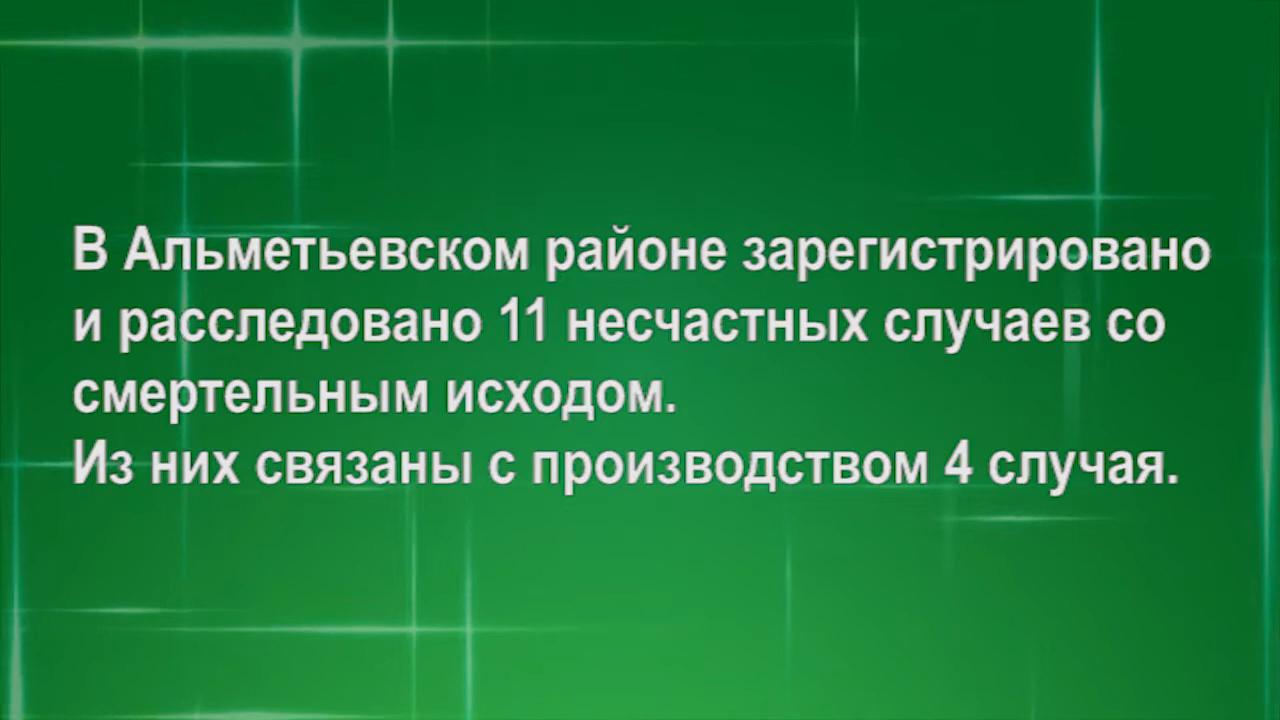 В Альметьевском районе зарегистрировано
и расследовано 11 несчастных случаев со
смертельным исходом.
Из них связаны с производством 4 случая.